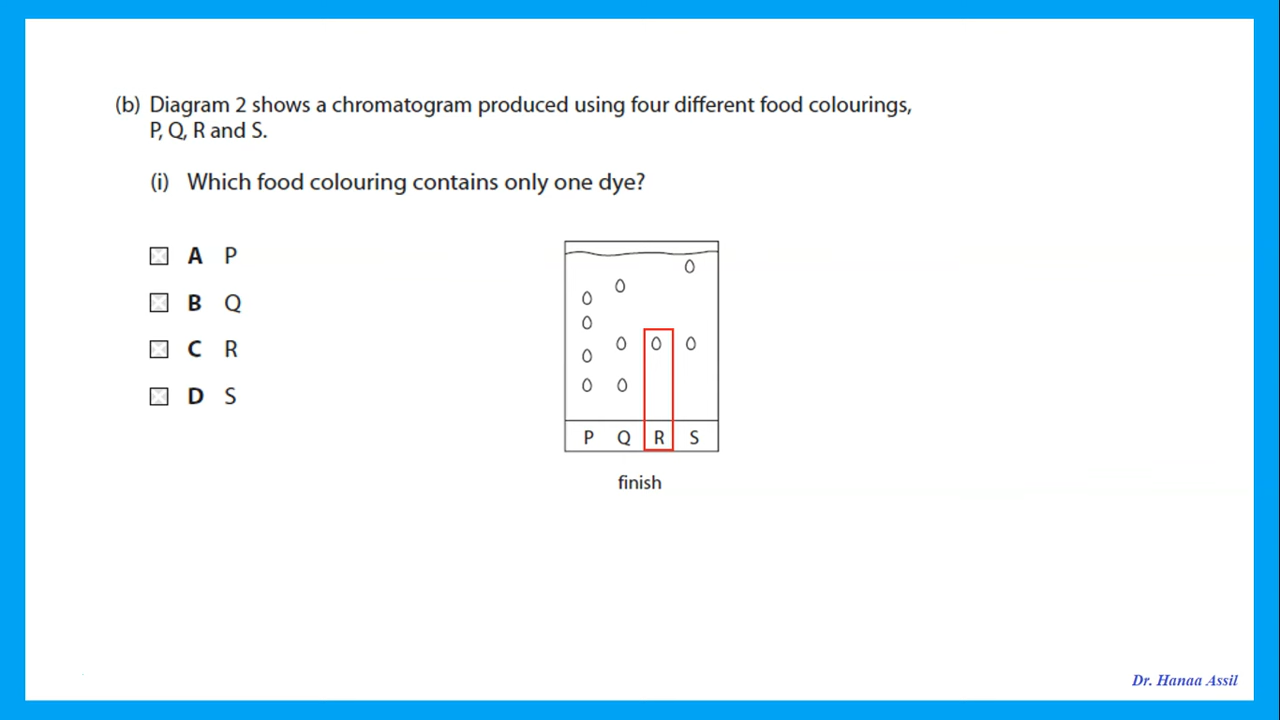 (b) Diagram 2 shows a chromatogram produced using four different food colourings,
P, Q, R and S.
(i) Which food colouring contains only one dye?
A P
B Q
C R
D S
P Q R S
finish
Dr. Hanaa Assil